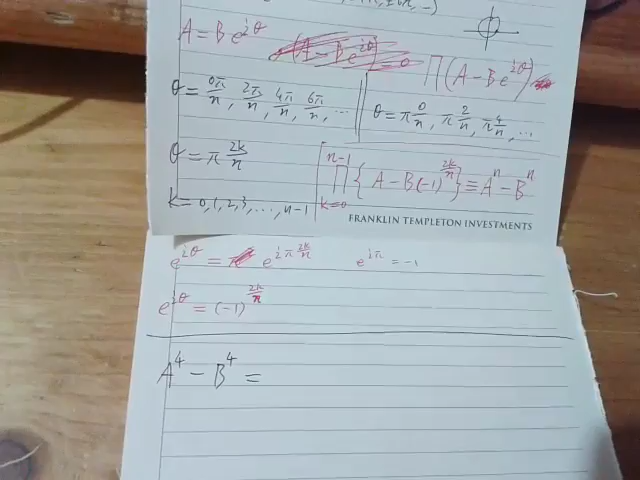 A = B e^{iθ} (A - B e^{iθ}) = 0
∏ (A - B e^{iθ})
θ = 0π/n, 2π/n, 4π/n, 6π/n, ...
θ = π 0/n, π 2/n, π 4/n, ...
θ = π 2k/n
∏_{k=0}^{n-1} { A - B(-1)^{2k/n} } ≡ A^n - B^n
k = 0, 1, 2, 3, ..., n-1
FRANKLIN TEMPLETON INVESTMENTS
e^{iθ} = e^{iπ 2k/n} e^{iπ} = -1
e^{iθ} = (-1)^{2k/n}
A^4 - B^4 =